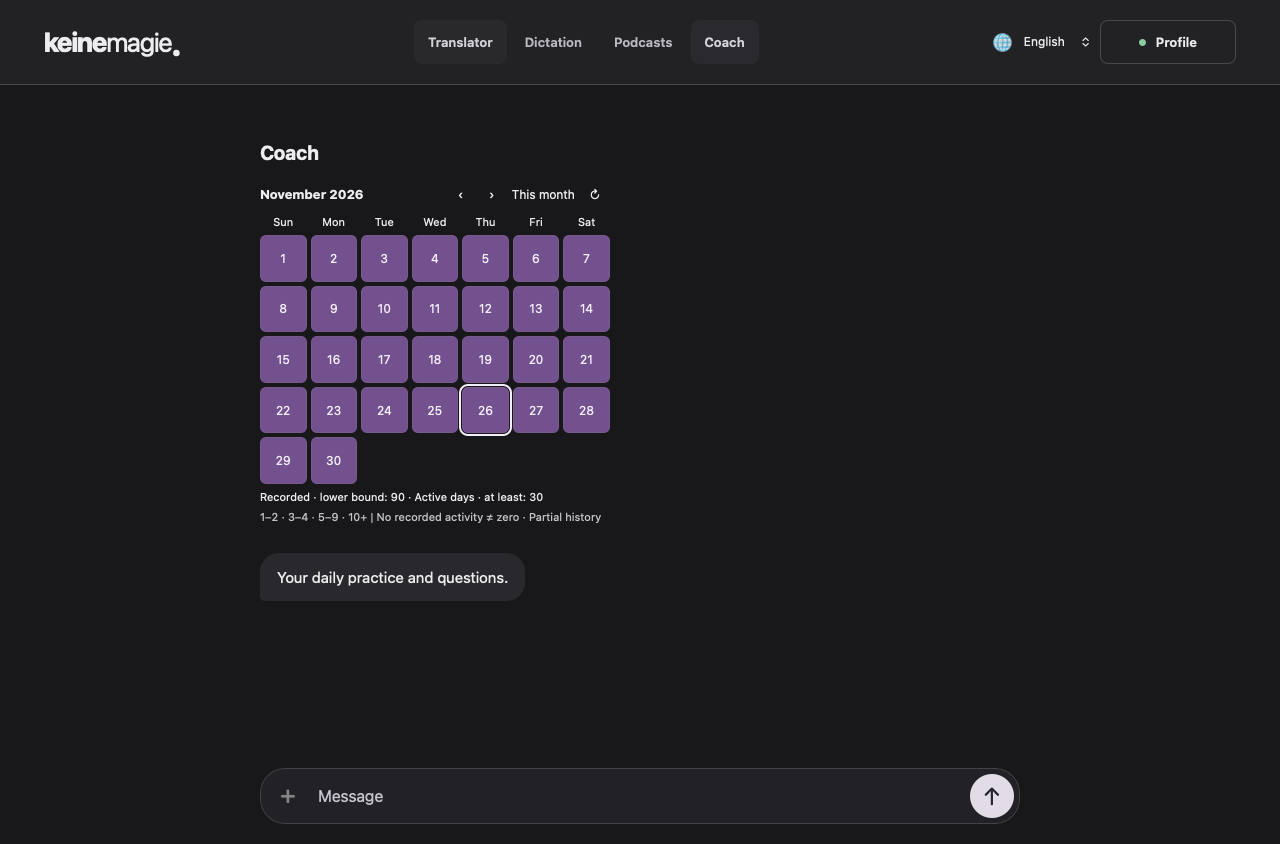 keinemagie.
Translator Dictation Podcasts Coach
English
Profile
Coach
November 2026 ‹ › This month ↻
Sun Mon Tue Wed Thu Fri Sat
1 2 3 4 5 6 7
8 9 10 11 12 13 14
15 16 17 18 19 20 21
22 23 24 25 26 27 28
29 30
Recorded · lower bound: 90 · Active days · at least: 30
1–2 · 3–4 · 5–9 · 10+ | No recorded activity ≠ zero · Partial history
Your daily practice and questions.
Message